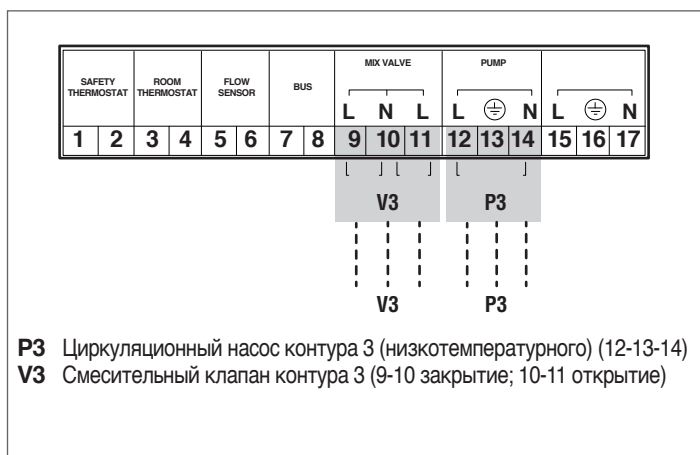 SAFETY THERMOSTAT ROOM THERMOSTAT FLOW SENSOR BUS MIX VALVE PUMP
L N L L ⏚ N L ⏚ N
1 2 3 4 5 6 7 8 9 10 11 12 13 14 15 16 17
V3 P3
V3 P3
P3 Циркуляционный насос контура 3 (низкотемпературного) (12-13-14)
V3 Смесительный клапан контура 3 (9-10 закрытие; 10-11 открытие)